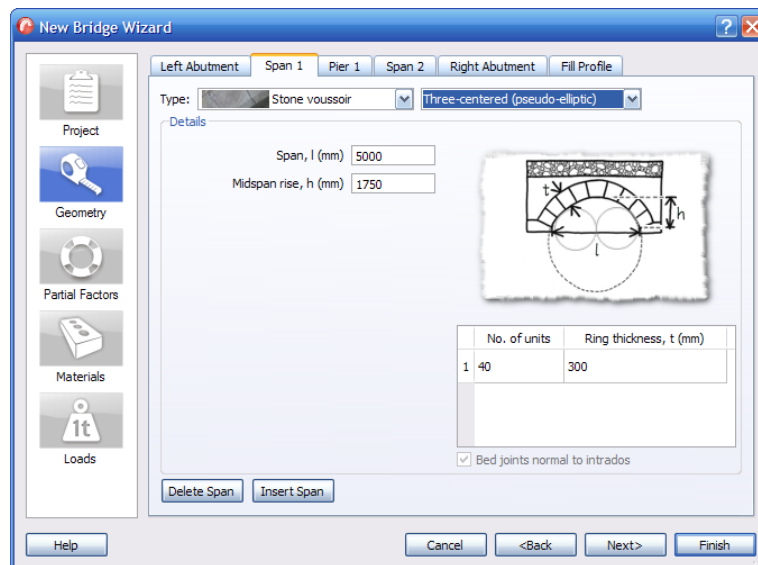 New Bridge Wizard
?
Left Abutment Span 1 Pier 1 Span 2 Right Abutment Fill Profile
Type: Stone voussoir Three-centered (pseudo-elliptic)
Details
Span, l (mm) 5000
Midspan rise, h (mm) 1750
t
h
l
No. of units Ring thickness, t (mm)
1 40 300
Bed joints normal to intrados
Delete Span Insert Span
Project
Geometry
Partial Factors
Materials
1t
Loads
Help Cancel <Back Next> Finish